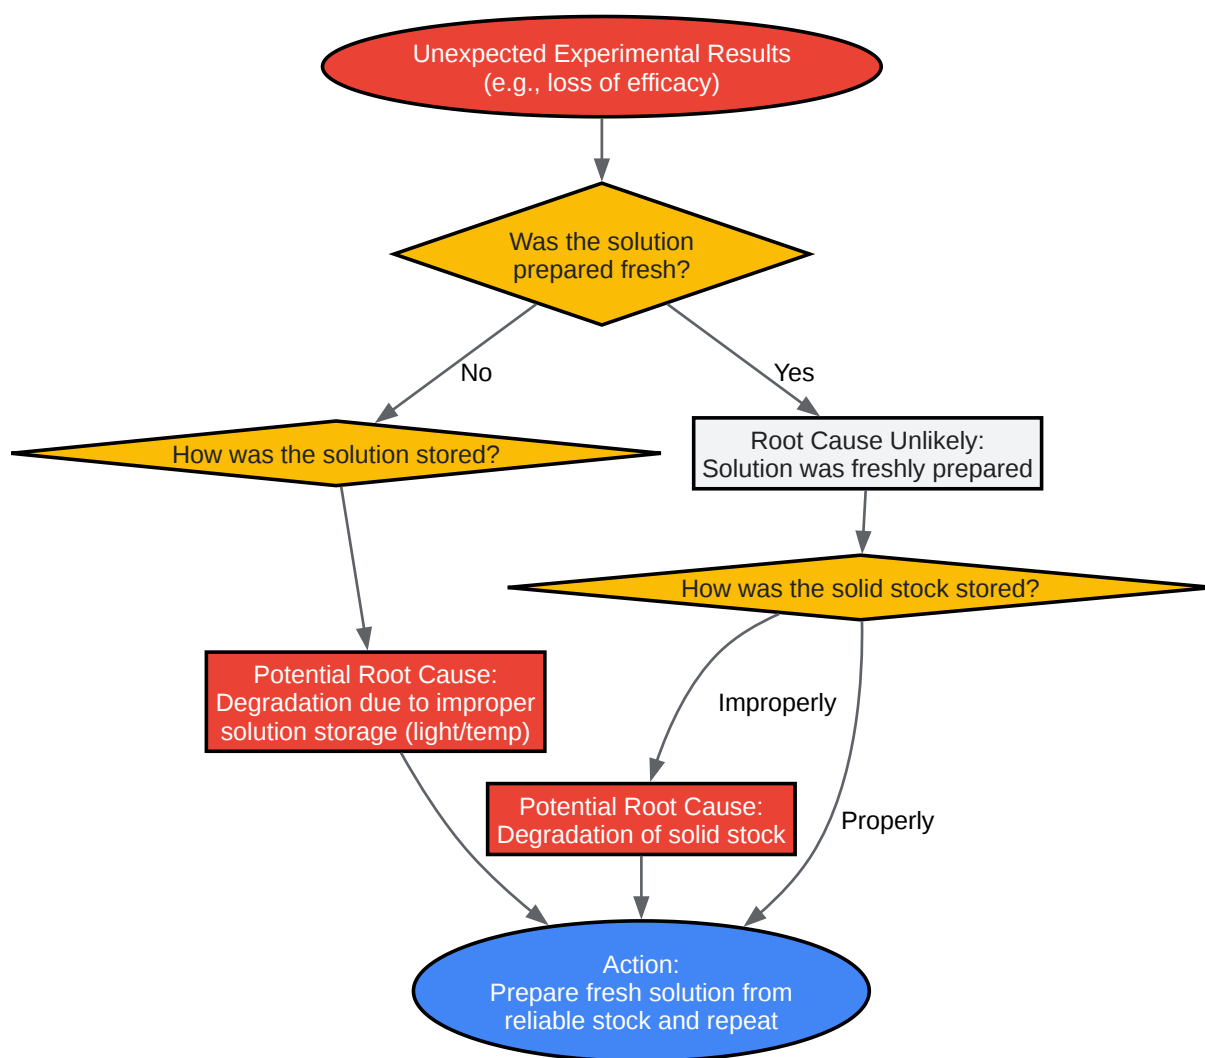 Unexpected Experimental Results
(e.g., loss of efficacy)
Was the solution
prepared fresh?
No
Yes
How was the solution stored?
Root Cause Unlikely:
Solution was freshly prepared
How was the solid stock stored?
Potential Root Cause:
Degradation due to improper
solution storage (light/temp)
Improperly
Potential Root Cause:
Degradation of solid stock
Properly
Action:
Prepare fresh solution from
reliable stock and repeat